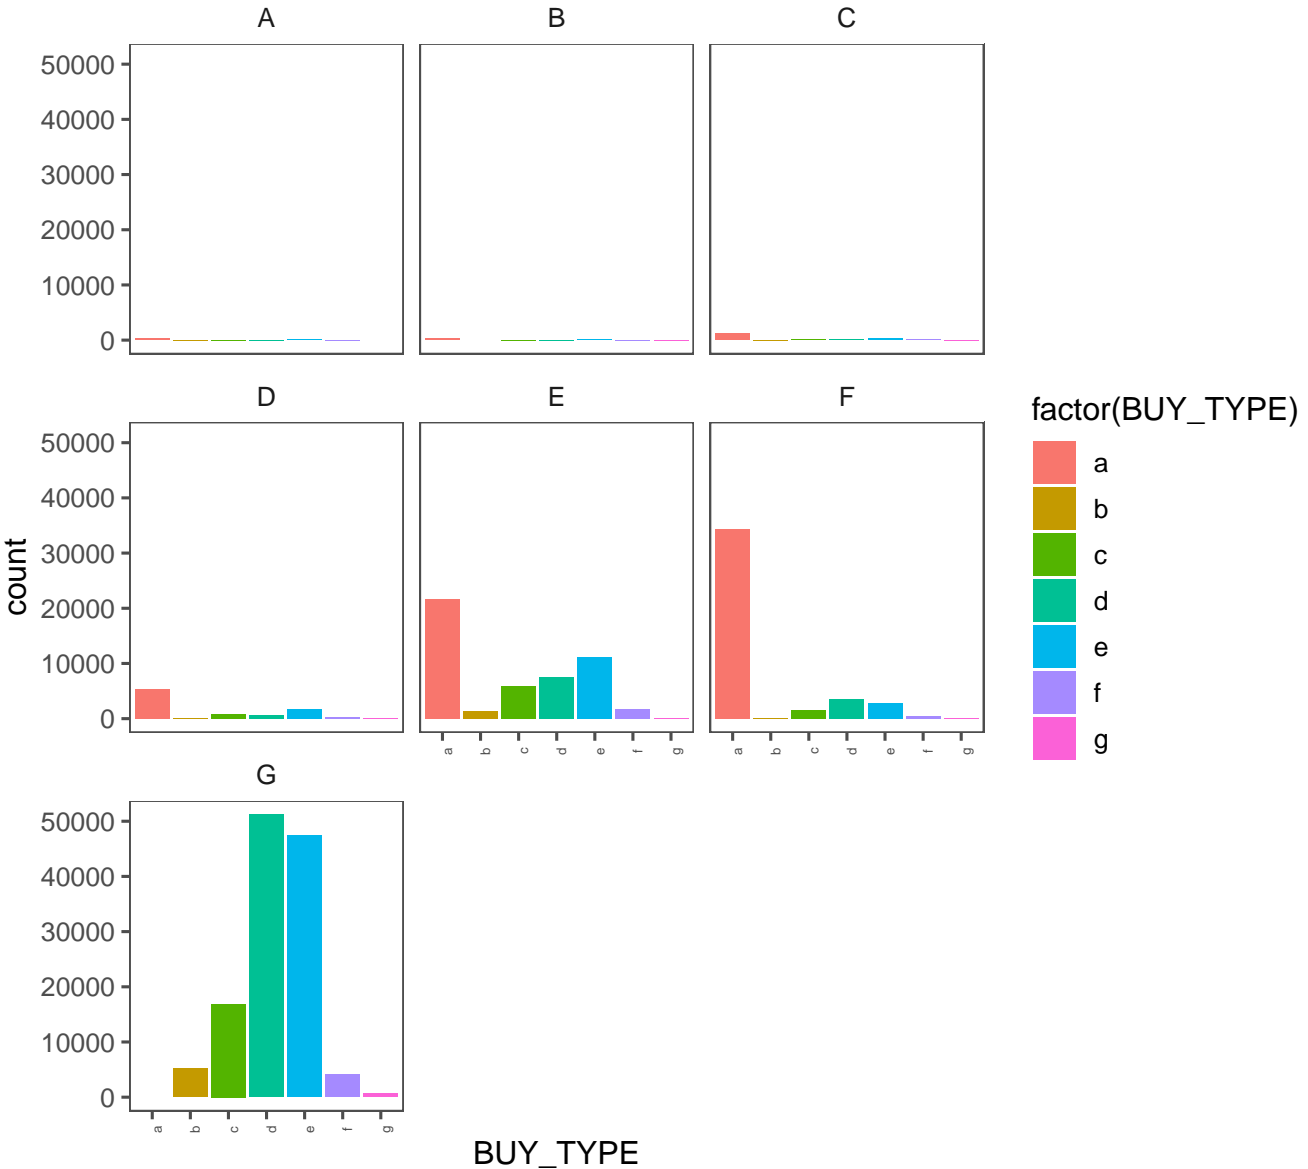 A B C
50000
40000
30000
20000
10000
0
D E F
50000
40000
30000
20000
10000
0
a b c d e f g
a b c d e f g
count
factor(BUY_TYPE)
a
b
c
d
e
f
g
G
50000
40000
30000
20000
10000
0
a b c d e f g
BUY_TYPE